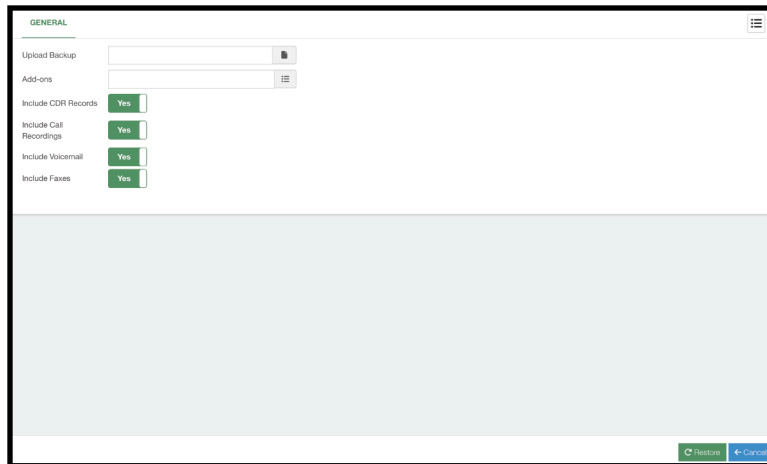 GENERAL
Upload Backup
Add-ons
Include CDR Records Yes
Include Call
Recordings Yes
Include Voicemail Yes
Include Faxes Yes
Restore Cancel